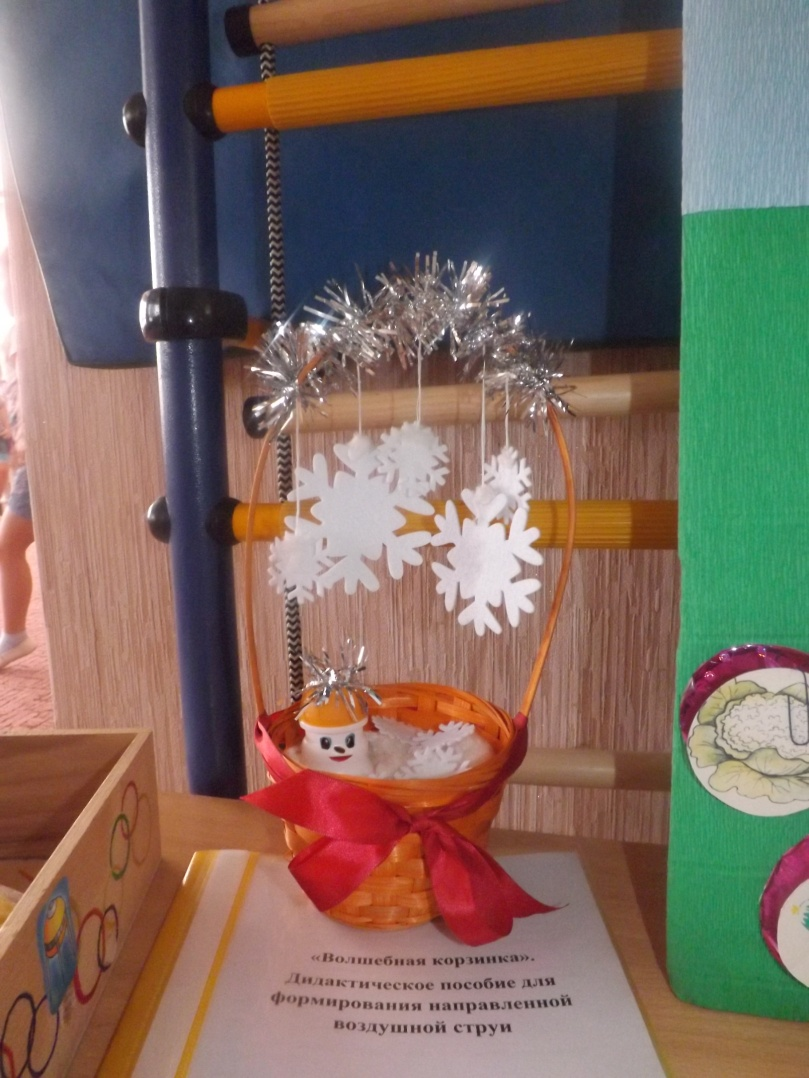 «Волшебная корзинка».
Дидактическое пособие для
формирования направленной
воздушной струи